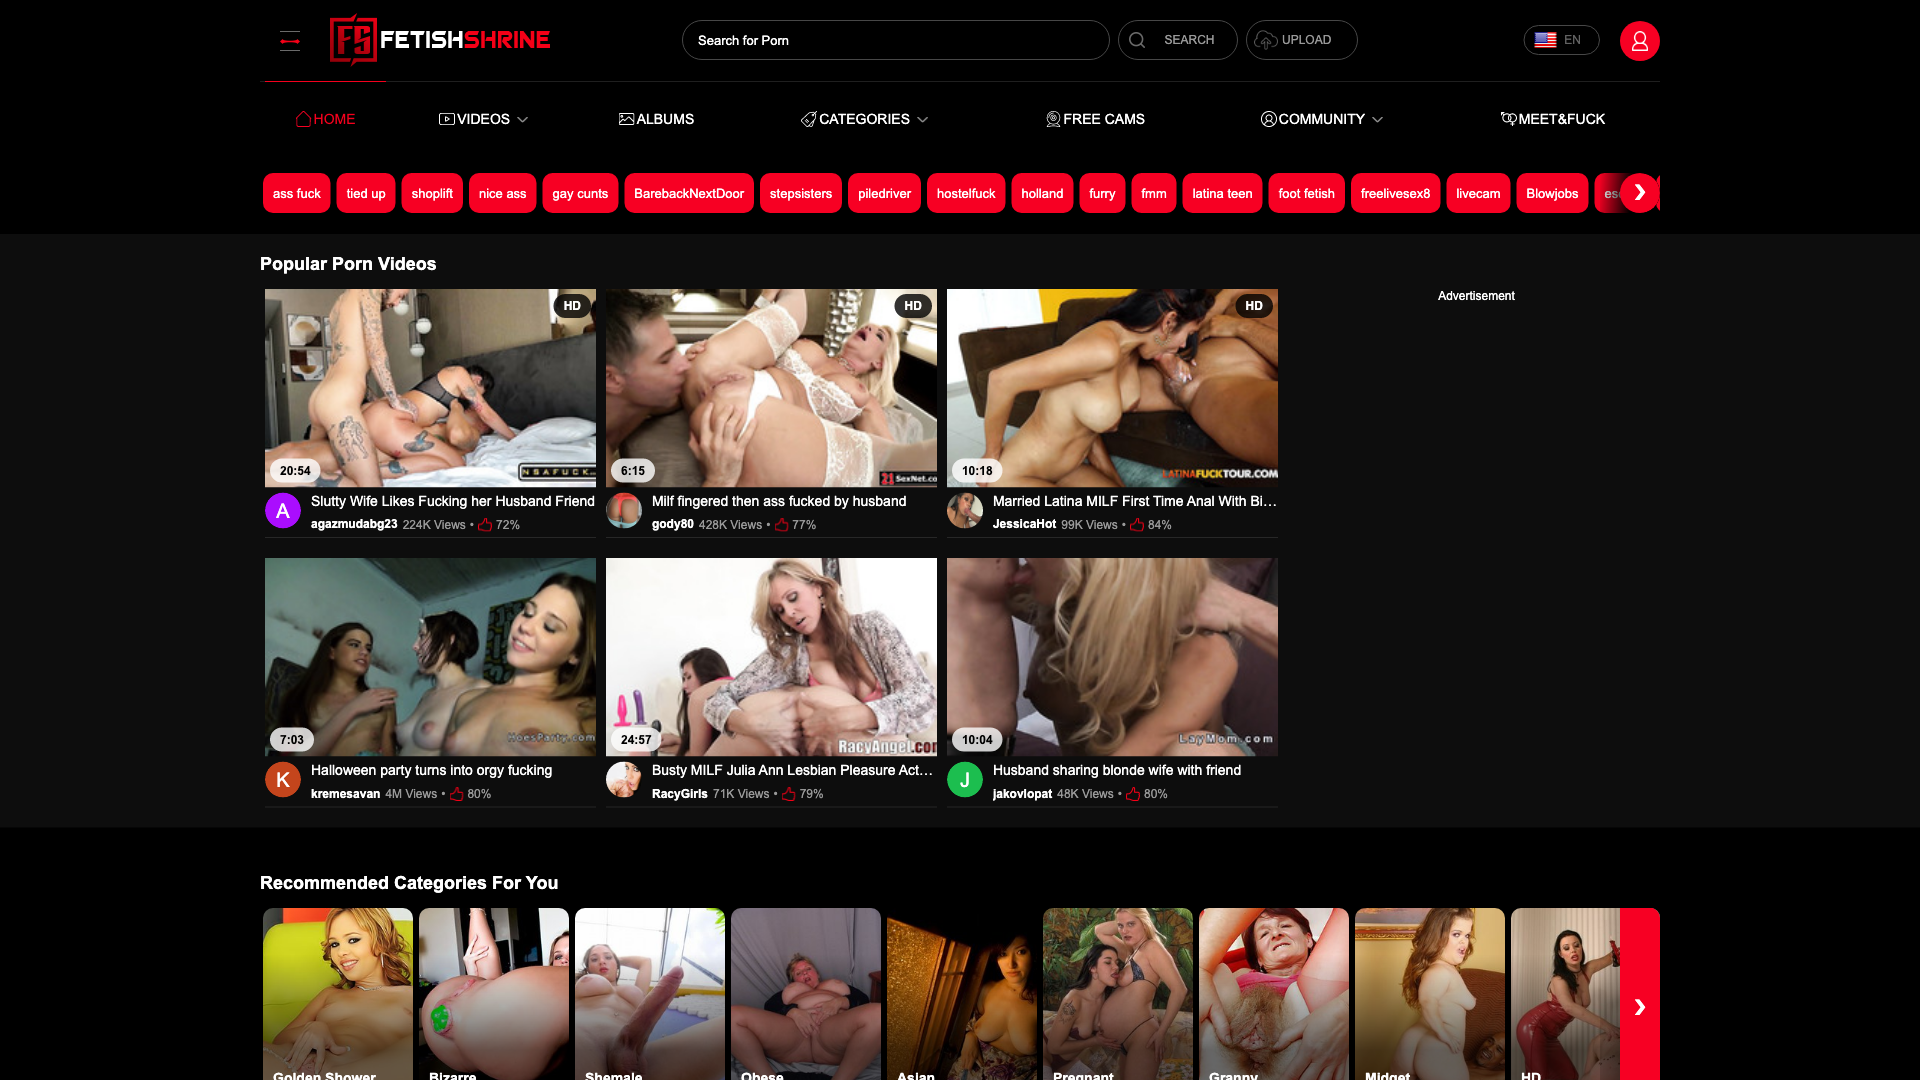 FS FETISHSHRINE
Search for Porn
SEARCH
UPLOAD
EN
HOME
VIDEOS
ALBUMS
CATEGORIES
FREE CAMS
COMMUNITY
MEET&FUCK
ass fuck
tied up
shoplift
nice ass
gay cunts
BarebackNextDoor
stepsisters
piledriver
hostelfuck
holland
furry
fmm
latina teen
foot fetish
freelivesex8
livecam
Blowjobs
Popular Porn Videos
Advertisement
HD
20:54
NSAFUCK
Slutty Wife Likes Fucking her Husband Friend
A
agazmudabg23 224K Views • 72%
HD
6:15
21 SexNet.co
Milf fingered then ass fucked by husband
gody80 428K Views • 77%
HD
10:18
LATINAFUCKTOUR.COM
Married Latina MILF First Time Anal With Bi...
JessicaHot 99K Views • 84%
7:03
HoesParty.com
Halloween party turns into orgy fucking
K
kremesavan 4M Views • 80%
24:57
RacyAngel.com
Busty MILF Julia Ann Lesbian Pleasure Act...
RacyGirls 71K Views • 79%
10:04
LayMom.com
Husband sharing blonde wife with friend
J
jakovlopat 48K Views • 80%
Recommended Categories For You
Golden Shower
Bizarre
Shemale
Obese
Asian
Pregnant
Granny
Midget
HD